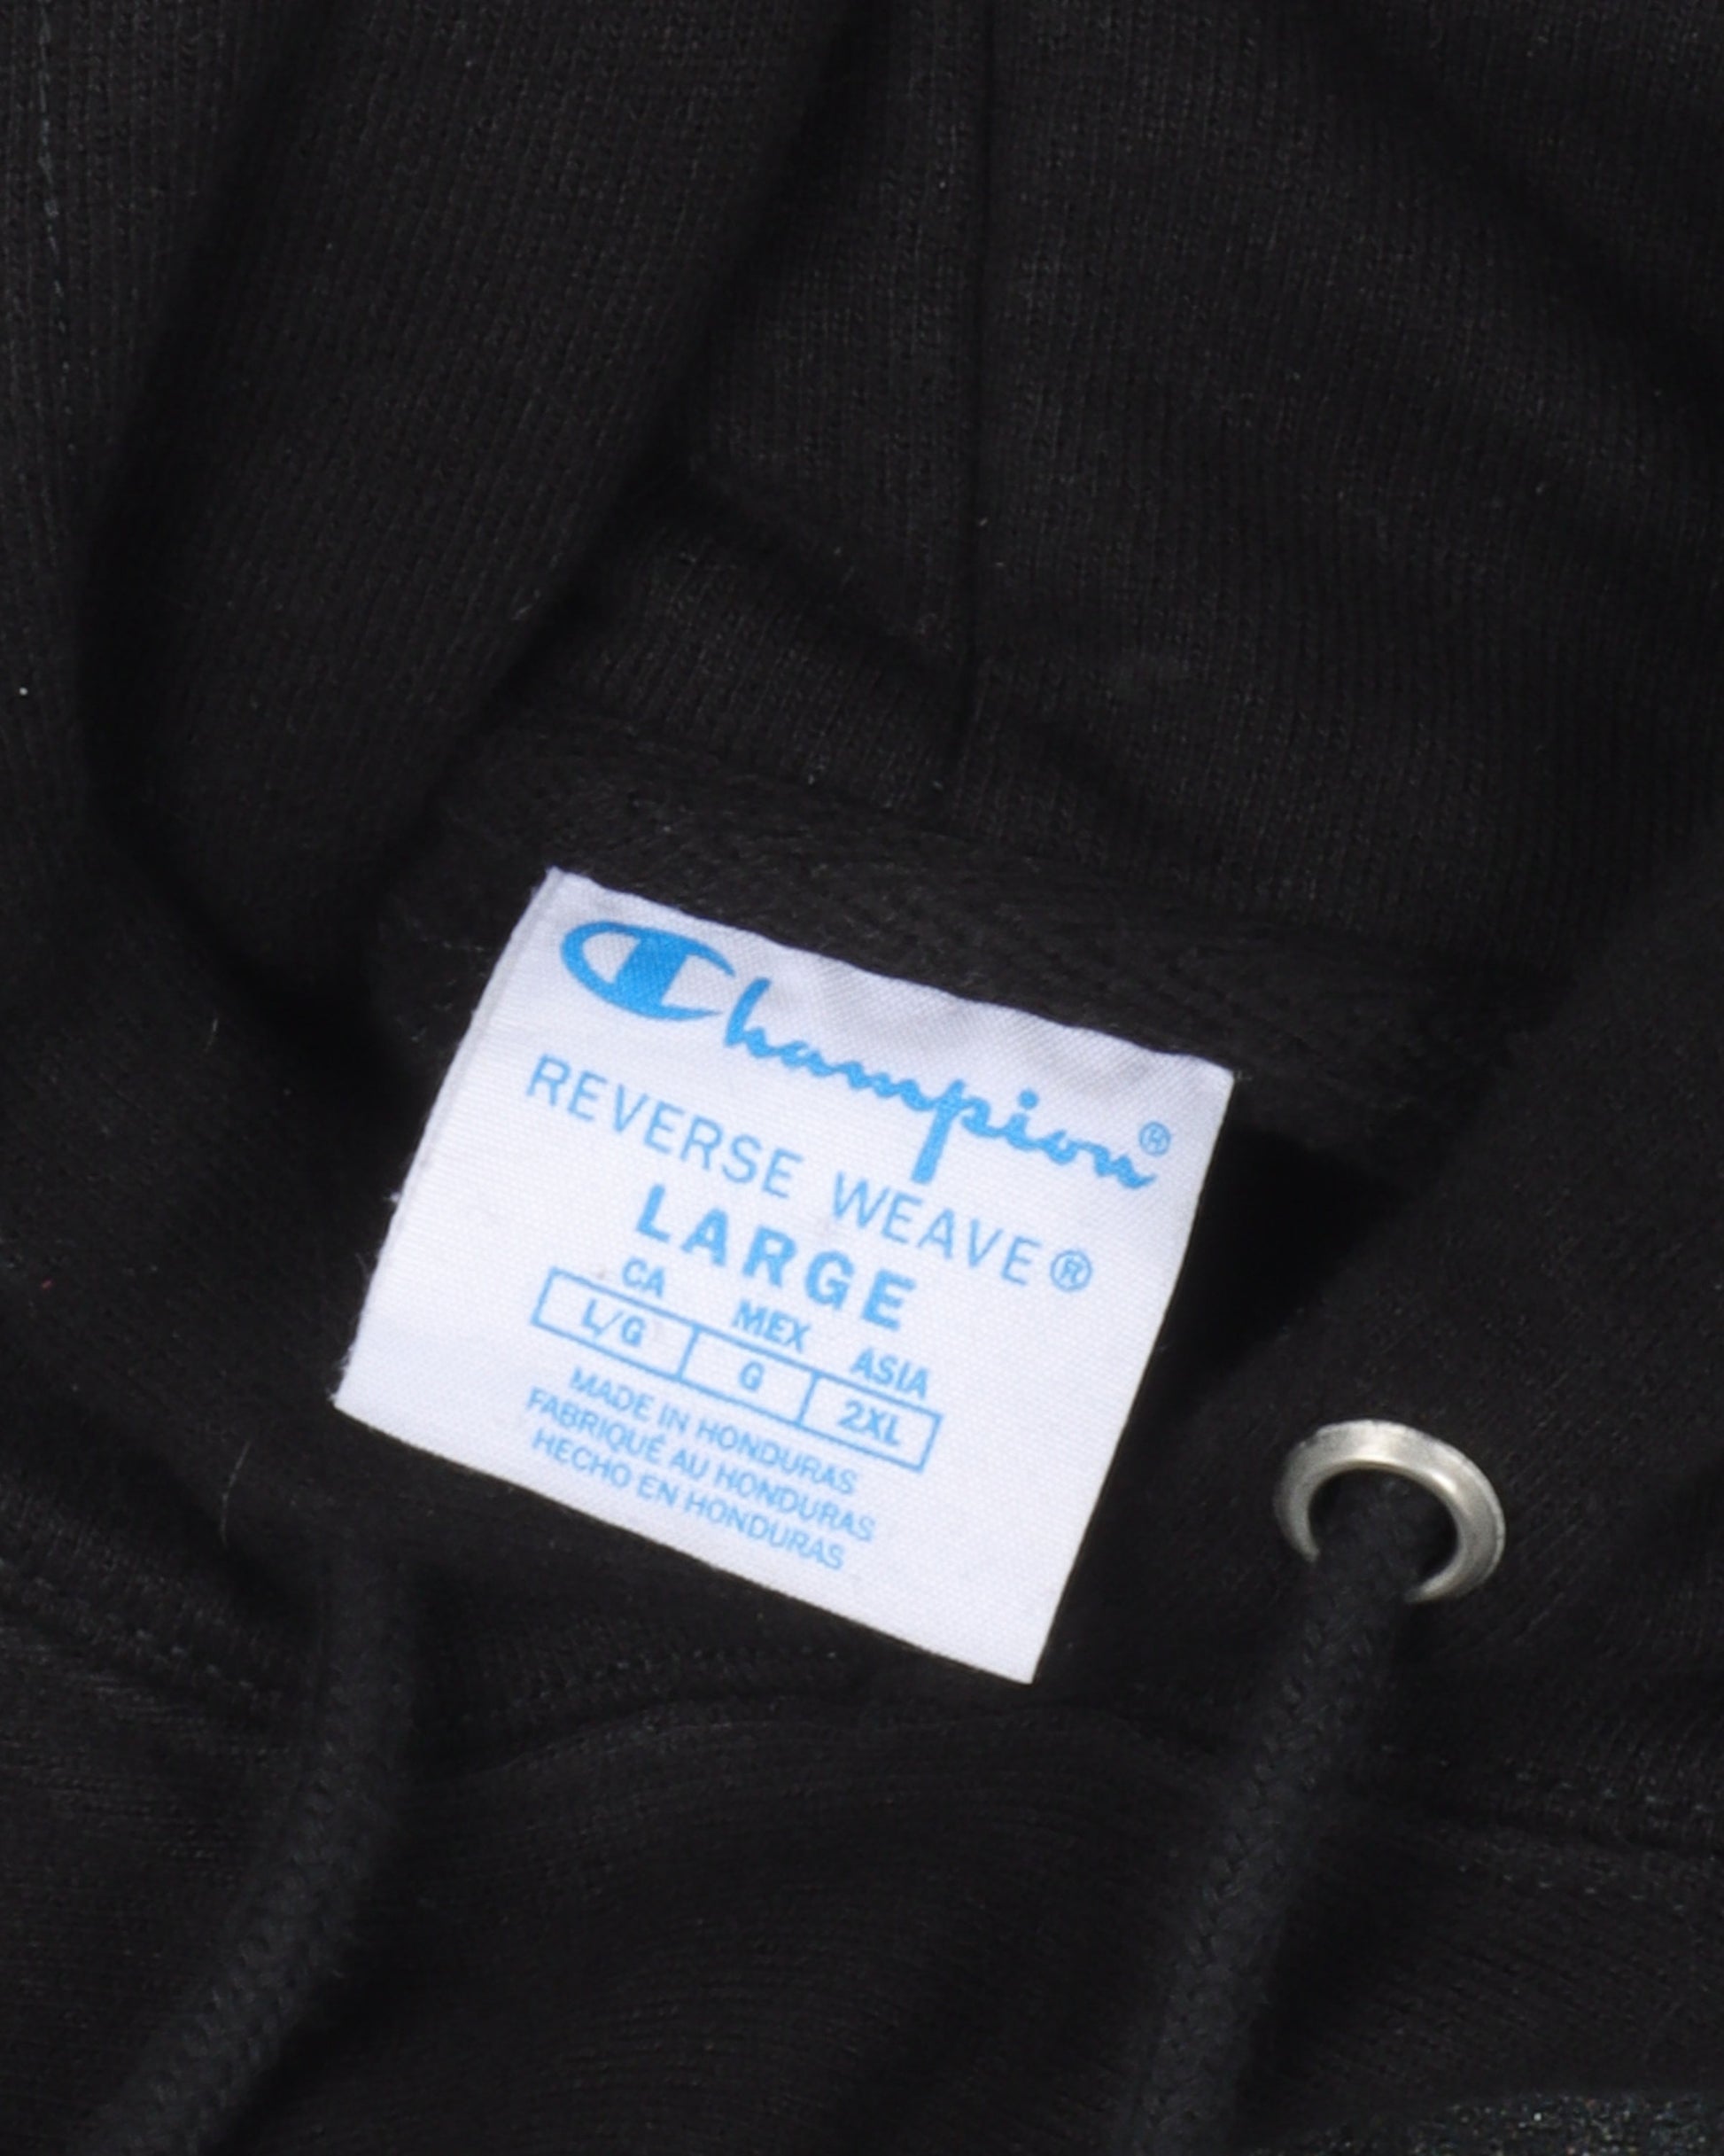 Champion®
REVERSE WEAVE®
LARGE
CA MEX ASIA
L/G G 2XL
MADE IN HONDURAS
FABRIQUÉ AU HONDURAS
HECHO EN HONDURAS